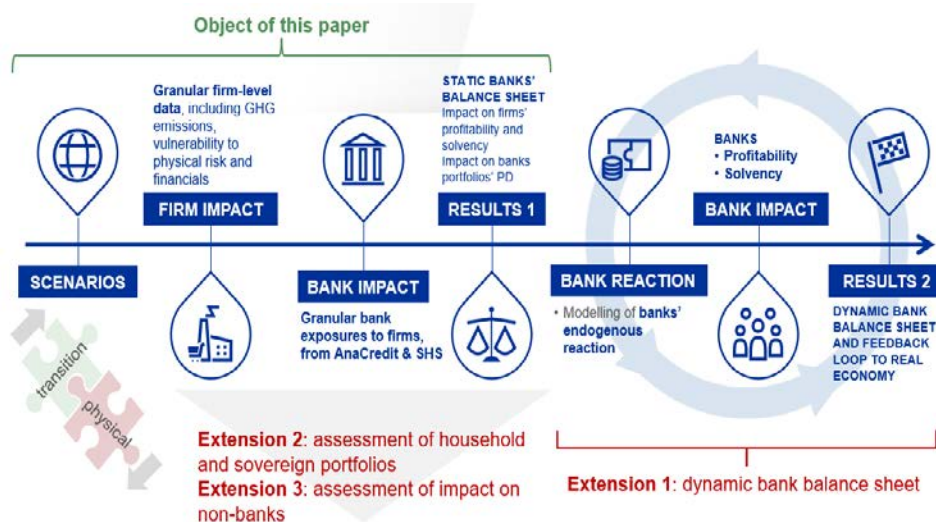 Object of this paper
Granular firm-level
data, including GHG
emissions,
vulnerability to
physical risk and
financials
FIRM IMPACT
STATIC BANKS'
BALANCE SHEET
Impact on firms'
profitability and
solvency
Impact on banks
portfolios' PD
RESULTS 1
BANKS
• Profitability
• Solvency
BANK IMPACT
SCENARIOS
BANK IMPACT
Granular bank
exposures to firms,
from AnaCredit & SHS
BANK REACTION
• Modelling of banks'
endogenous
reaction
RESULTS 2
DYNAMIC BANK
BALANCE SHEET
AND FEEDBACK
LOOP TO REAL
ECONOMY
transition
physical
Extension 2: assessment of household
and sovereign portfolios
Extension 3: assessment of impact on
non-banks
Extension 1: dynamic bank balance sheet